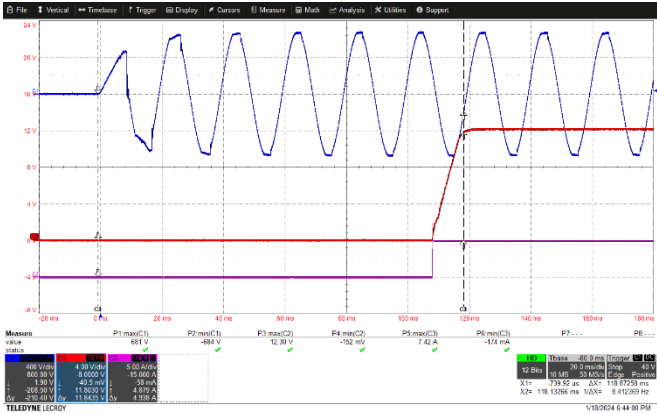 File Vertical Timebase Trigger Display Cursors Measure Math Analysis Utilities Support
24 V
20 V
16 V
12 V
8 V
4 V
-4 V
-8 V
-20 ms 0 ms 20 ms 40 ms 60 ms 80 ms 100 ms 120 ms 140 ms 160 ms 180 ms
Measure P1:max(C1) P2:min(C1) P3:max(C2) P4:min(C2) P5:max(C3) P6:min(C3) P7:--- P8:---
value 681 V -684 V 12.39 V -152 mV 7.42 A -174 mA
status
HD Tbase -80.0 ms Trigger
400 V/div 4.00 V/div 5.00 A/div 12 Bits 20.0 ms/div Stop 40 V
800.00 V -8.0000 V -15.000 A 10 MS 50 MS/s Edge Positive
1.90 V -40.5 mV -58 mA X1= -739.92 µs ΔX= 118.87259 ms
-208.50 V 11.8030 V 4.879 A X2= 118.13266 ms 1/ΔX= 8.412369 Hz
Δy -210.40 V Δy 11.8435 V Δy 4.938 A
TELEDYNE LECROY 1/18/2024 6:44:00 PM